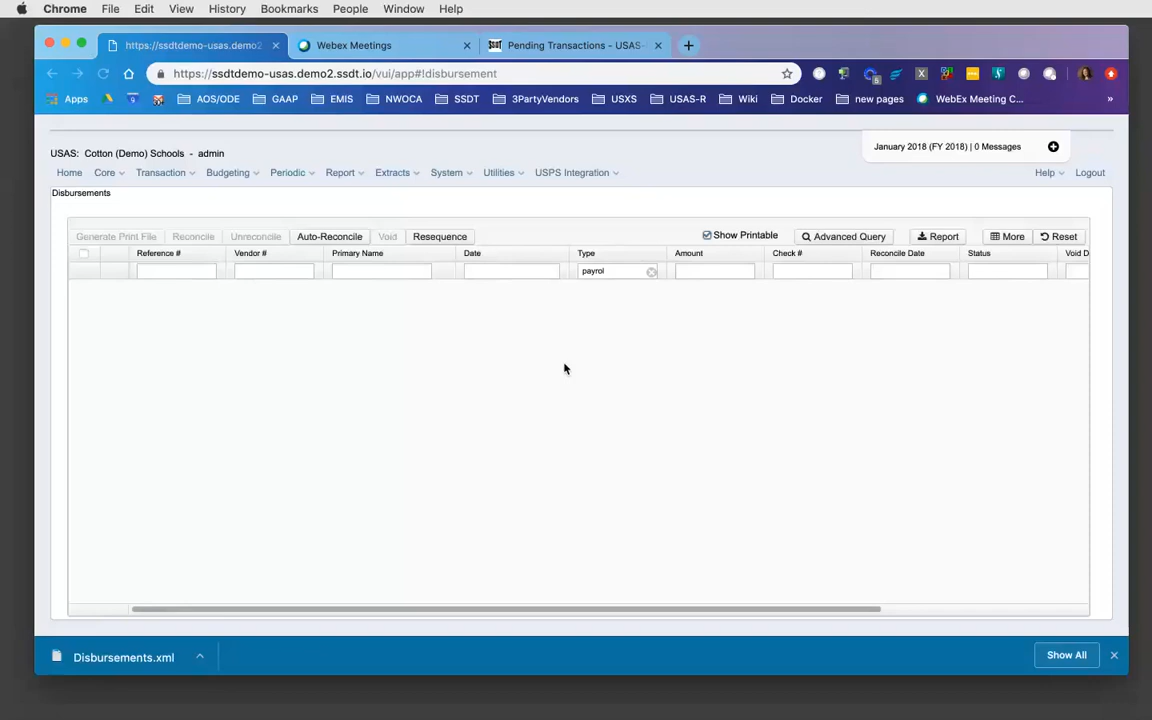 Chrome File Edit View History Bookmarks People Window Help
https://ssdtdemo-usas.demo2 Webex Meetings Pending Transactions - USAS-
https://ssdtdemo-usas.demo2.ssdt.io/vui/app#!disbursement
Apps AOS/ODE GAAP EMIS NWOCA SSDT 3PartyVendors USXS USAS-R Wiki Docker new pages WebEx Meeting C... »
USAS: Cotton (Demo) Schools - admin
January 2018 (FY 2018) | 0 Messages
Home Core Transaction Budgeting Periodic Report Extracts System Utilities USPS Integration Help Logout
Disbursements
Generate Print File Reconcile Unreconcile Auto-Reconcile Void Resequence Show Printable Advanced Query Report More Reset
Reference # Vendor # Primary Name Date Type Amount Check # Reconcile Date Status Void D
payrol
Disbursements.xml
Show All